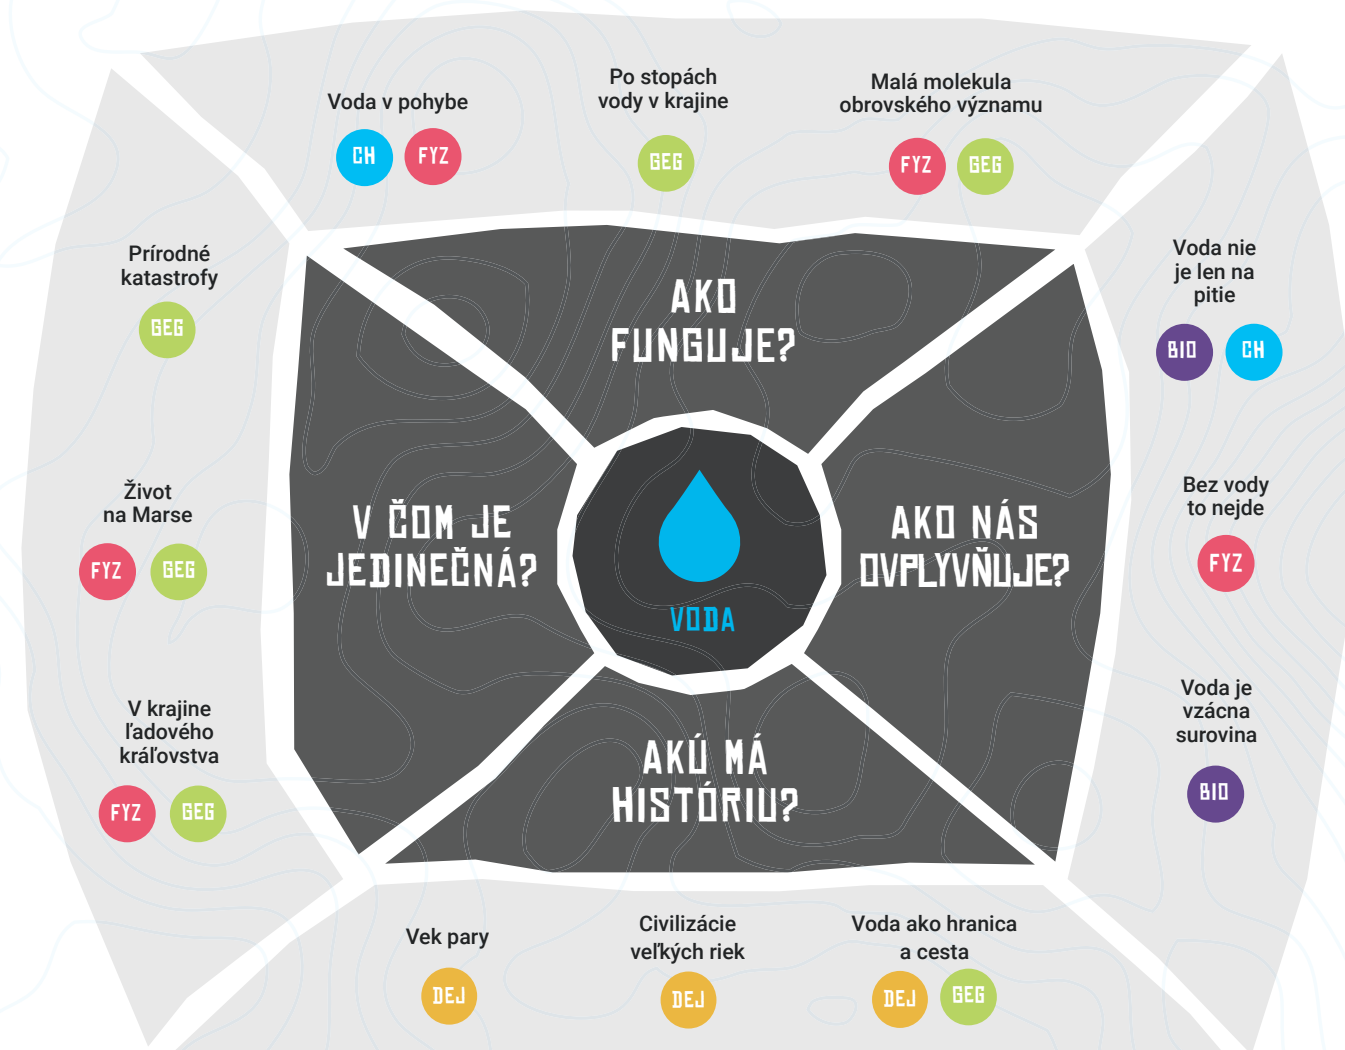 Voda v pohybe
CH
FYZ
Po stopách
vody v krajine
GEG
Malá molekula
obrovského významu
FYZ
GEG
Prírodné
katastrofy
GEG
Život
na Marse
FYZ
GEG
V krajine
ľadového
kráľovstva
FYZ
GEG
AKO
FUNGUJE?
V ČOM JE
JEDINEČNÁ?
VODA
AKO NÁS
OVPLYVŇUJE?
AKÚ MÁ
HISTÓRIU?
Voda nie
je len na
pitie
BIO
CH
Bez vody
to nejde
FYZ
Voda je
vzácna
surovina
BIO
Vek pary
DEJ
Civilizácie
veľkých riek
DEJ
Voda ako hranica
a cesta
DEJ
GEG